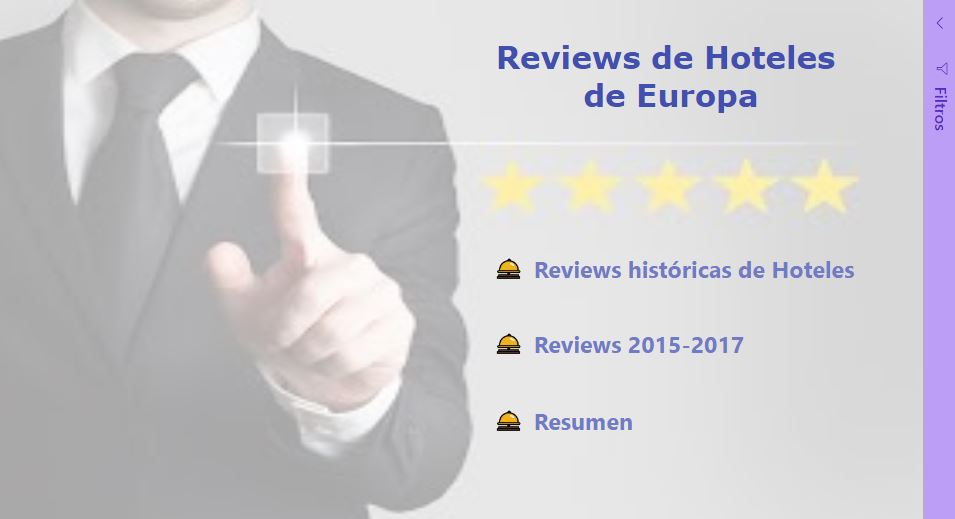 Reviews de Hoteles
de Europa
Reviews históricas de Hoteles
Reviews 2015-2017
Resumen
Filtros